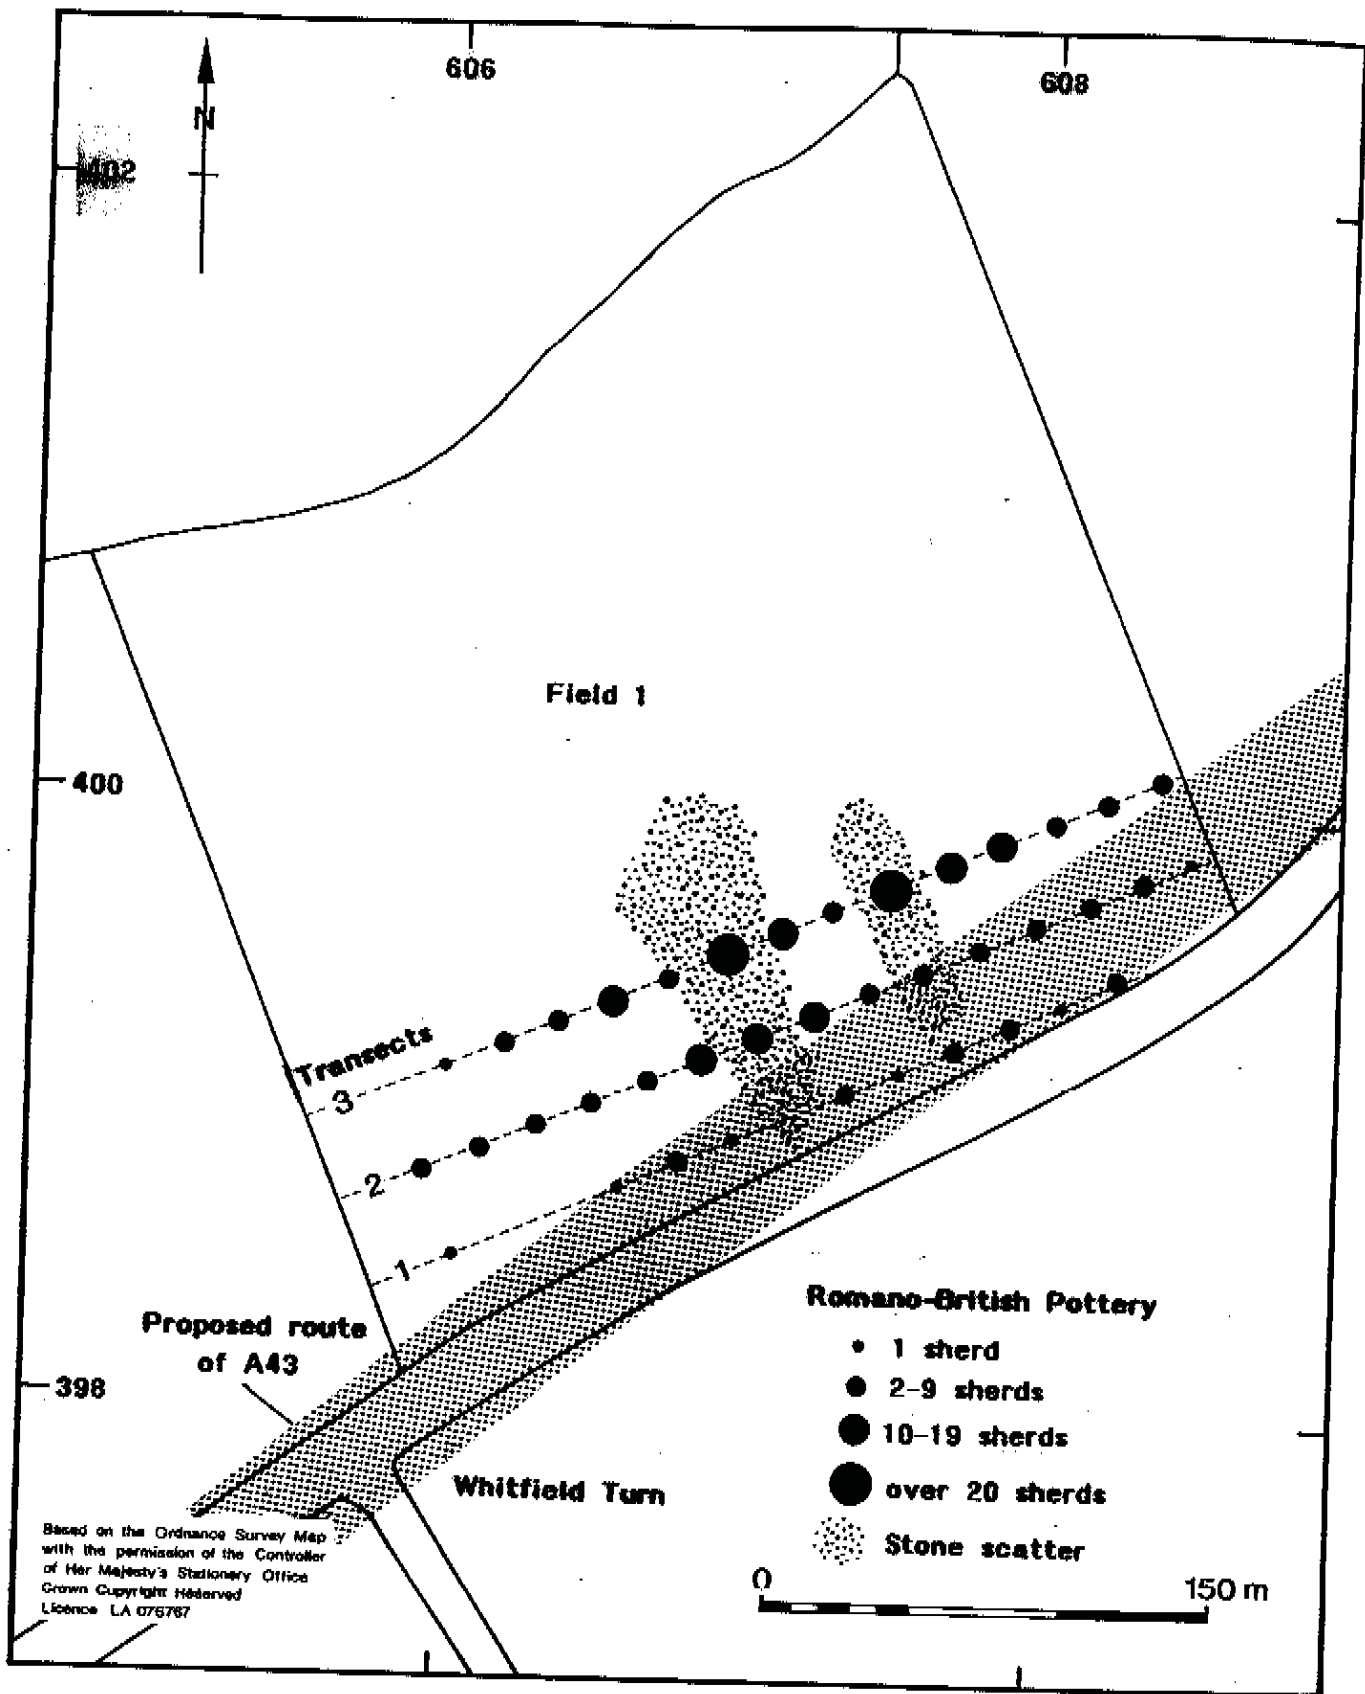 606
608
N
402
Field 1
400
Transects
3
2
1
Proposed route
of A43
398
Whitfield Turn
Romano-British Pottery
1 sherd
2-9 sherds
10-19 sherds
over 20 sherds
Stone scatter
0
150 m
Based on the Ordnance Survey Map
with the permission of the Controller
of Her Majesty's Stationery Office
Crown Copyright Reserved
Licence LA 076767